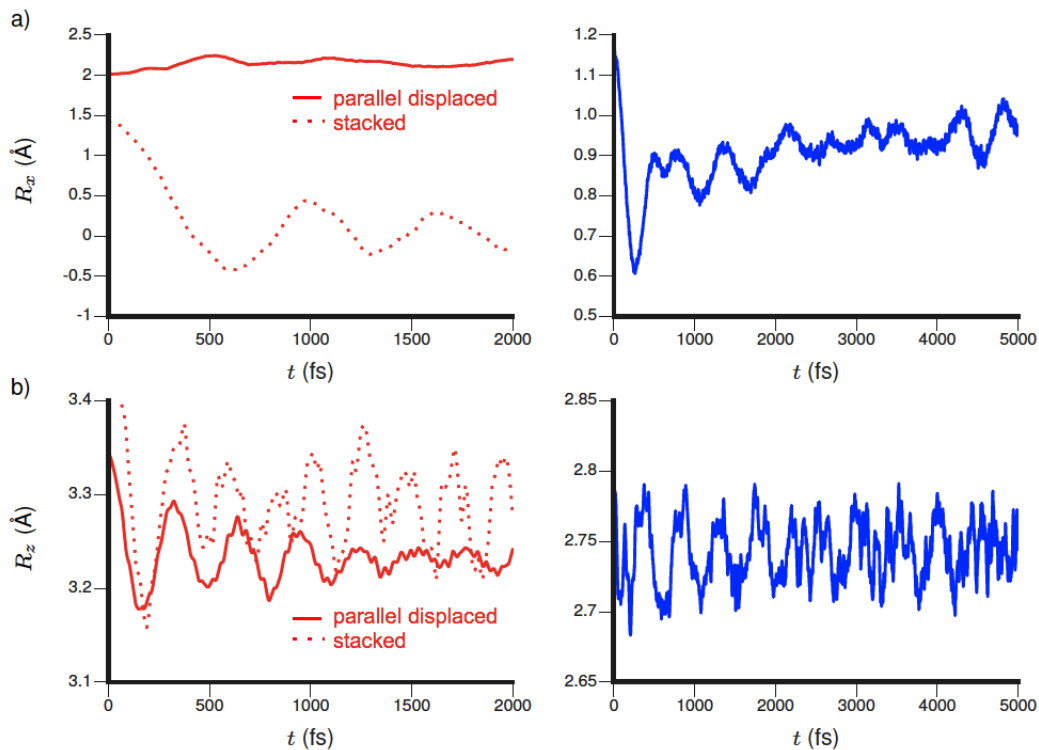 a)
2.5
2
1.5
1
0.5
0
-0.5
-1
R_x (Å)
parallel displaced
stacked
0 500 1000 1500 2000
t (fs)
1.2
1.1
1.0
0.9
0.8
0.7
0.6
0.5
0 1000 2000 3000 4000 5000
t (fs)
b)
3.4
3.3
3.2
3.1
R_z (Å)
parallel displaced
stacked
0 500 1000 1500 2000
t (fs)
2.85
2.80
2.75
2.7
2.65
0 1000 2000 3000 4000 5000
t (fs)